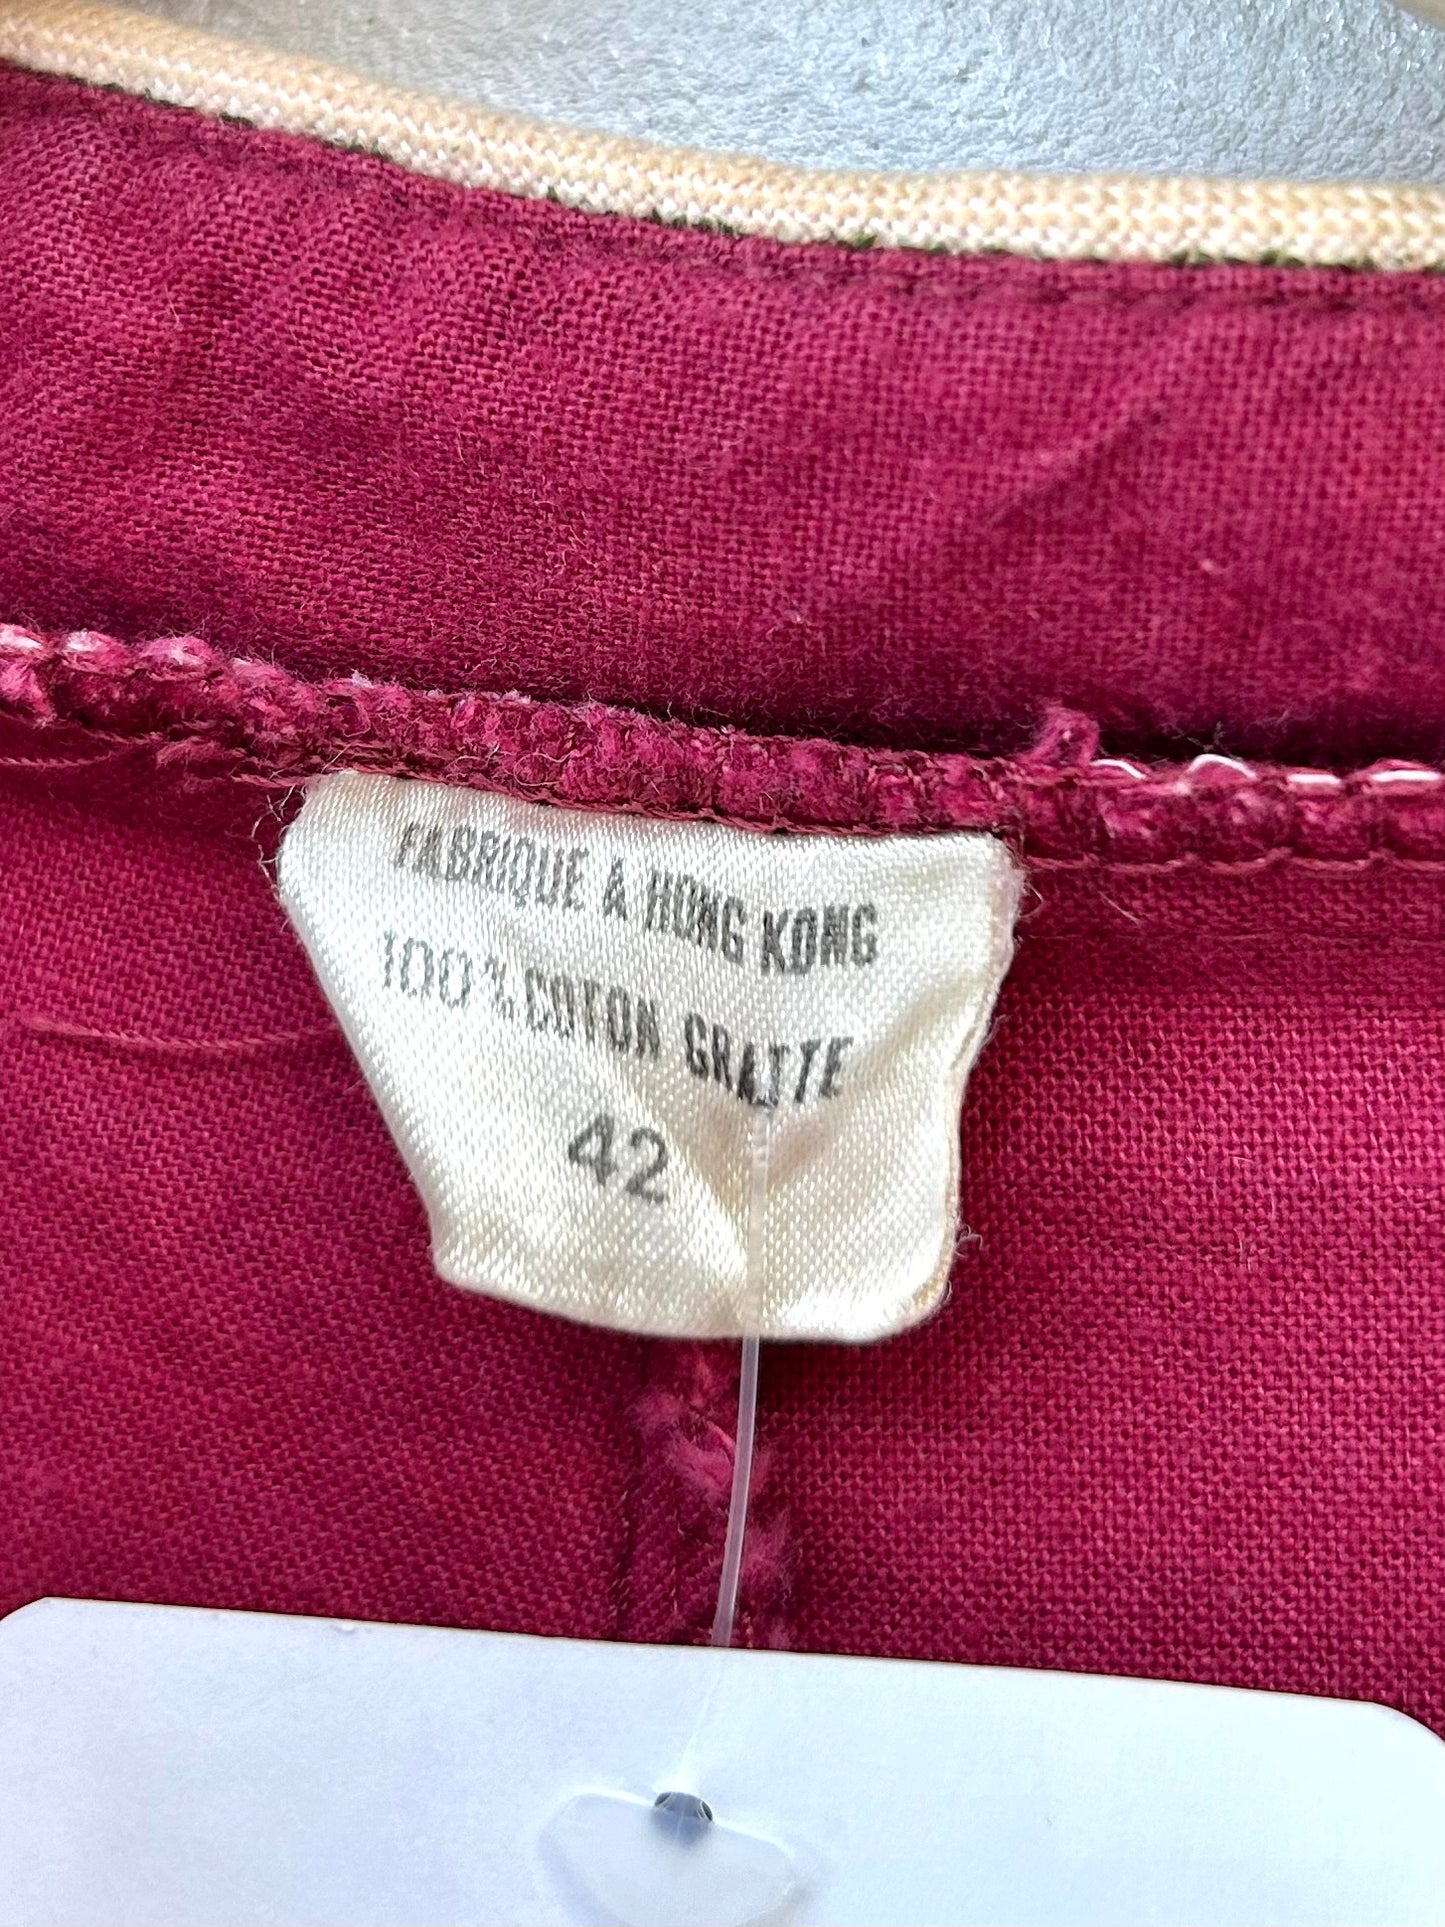 FABRIQUE A HONG KONG
100% COTON GRATTE
42